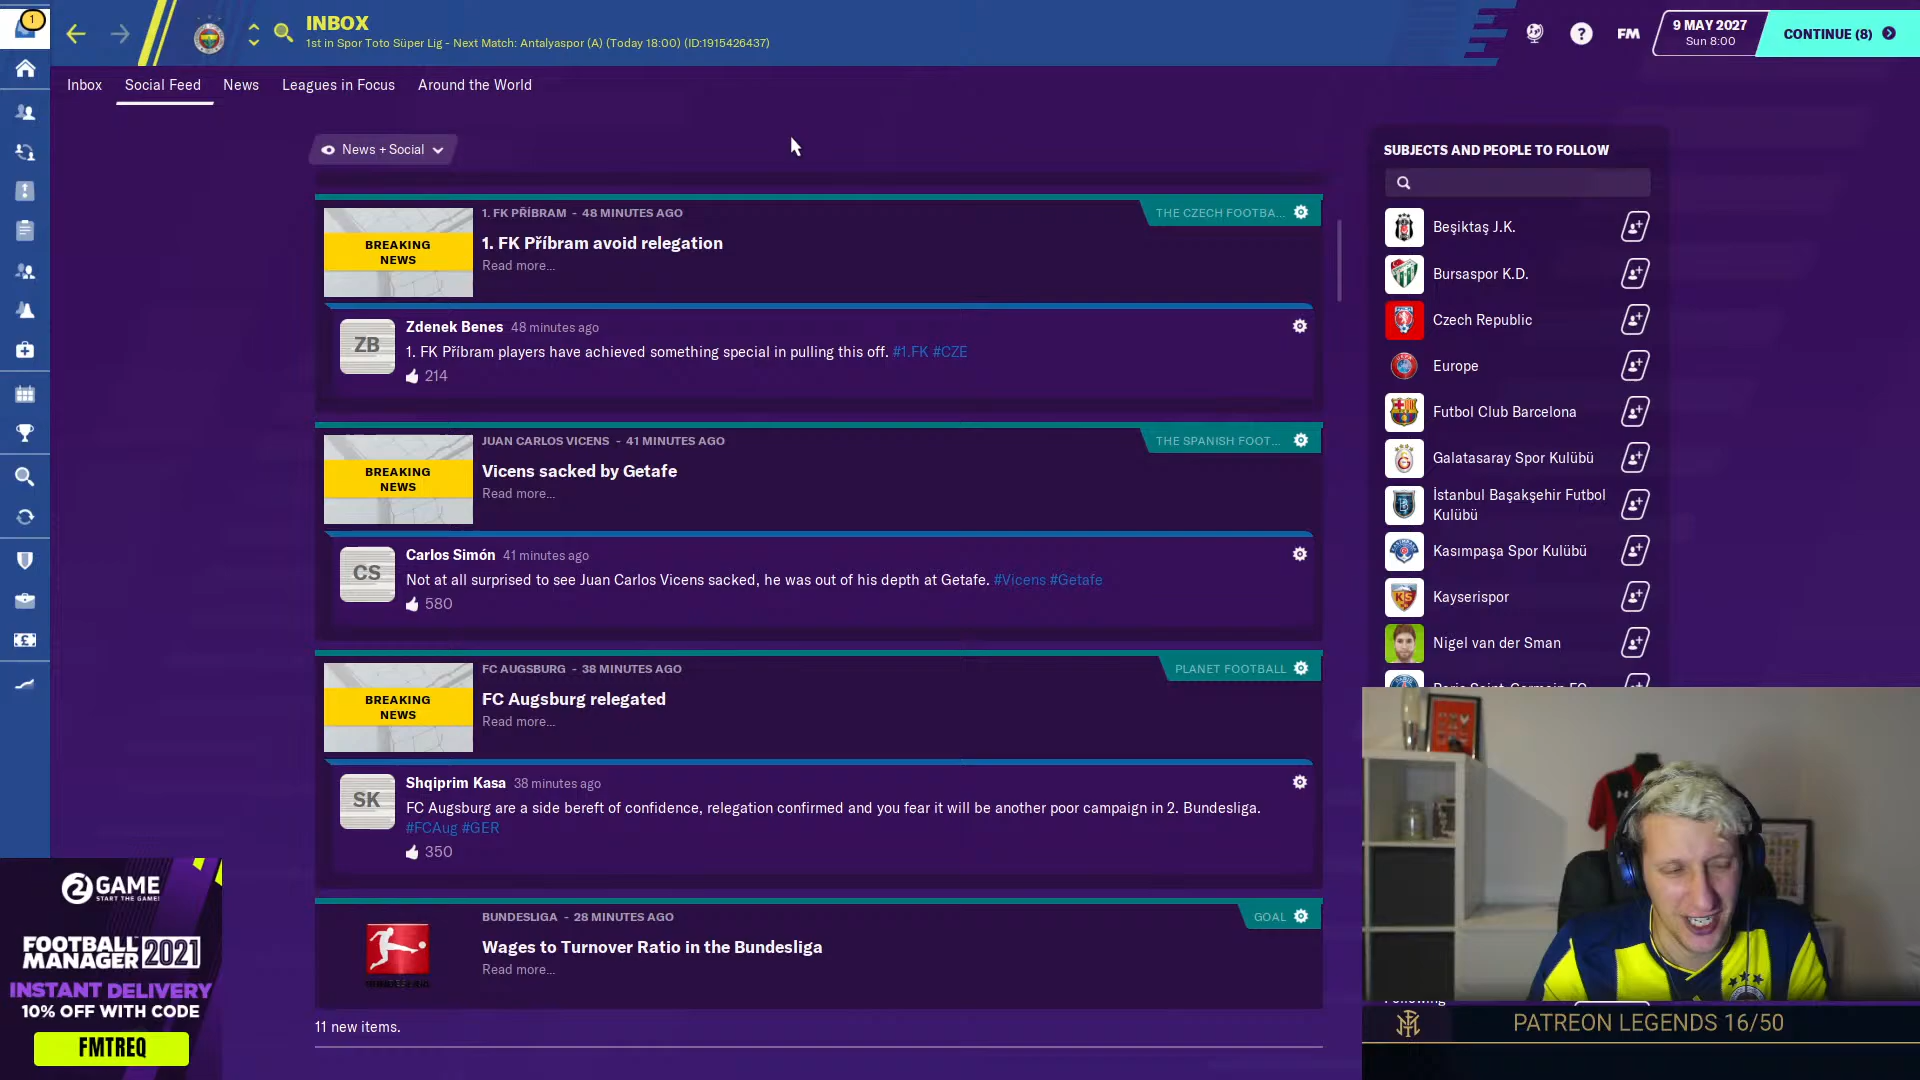 1
INBOX
1st in Spor Toto Süper Lig - Next Match: Antalyaspor (A) (Today 18:00) (ID:1915426437)
?
FM
9 MAY 2027
Sun 8:00
CONTINUE (8)
Inbox
Social Feed
News
Leagues in Focus
Around the World
News + Social
1. FK PŘÍBRAM - 48 MINUTES AGO
THE CZECH FOOTBA...
BREAKING
NEWS
1. FK Příbram avoid relegation
Read more...
ZB
Zdenek Benes 48 minutes ago
1. FK Příbram players have achieved something special in pulling this off. #1.FK #CZE
214
JUAN CARLOS VICENS - 41 MINUTES AGO
THE SPANISH FOOT...
BREAKING
NEWS
Vicens sacked by Getafe
Read more...
CS
Carlos Simón 41 minutes ago
Not at all surprised to see Juan Carlos Vicens sacked, he was out of his depth at Getafe. #Vicens #Getafe
580
FC AUGSBURG - 38 MINUTES AGO
PLANET FOOTBALL
BREAKING
NEWS
FC Augsburg relegated
Read more...
SK
Shqiprim Kasa 38 minutes ago
FC Augsburg are a side bereft of confidence, relegation confirmed and you fear it will be another poor campaign in 2. Bundesliga.
#FCAug #GER
350
BUNDESLIGA - 28 MINUTES AGO
GOAL
Wages to Turnover Ratio in the Bundesliga
Read more...
11 new items.
SUBJECTS AND PEOPLE TO FOLLOW
Beşiktaş J.K.
Bursaspor K.D.
Czech Republic
Europe
Futbol Club Barcelona
Galatasaray Spor Kulübü
İstanbul Başakşehir Futbol
Kulübü
Kasımpaşa Spor Kulübü
Kayserispor
Nigel van der Sman
Paris Saint-Germain FC
Following
2 GAME
START THE GAME!
FOOTBALL
MANAGER 2021
INSTANT DELIVERY
10% OFF WITH CODE
FMTREQ
PATREON LEGENDS 16/50